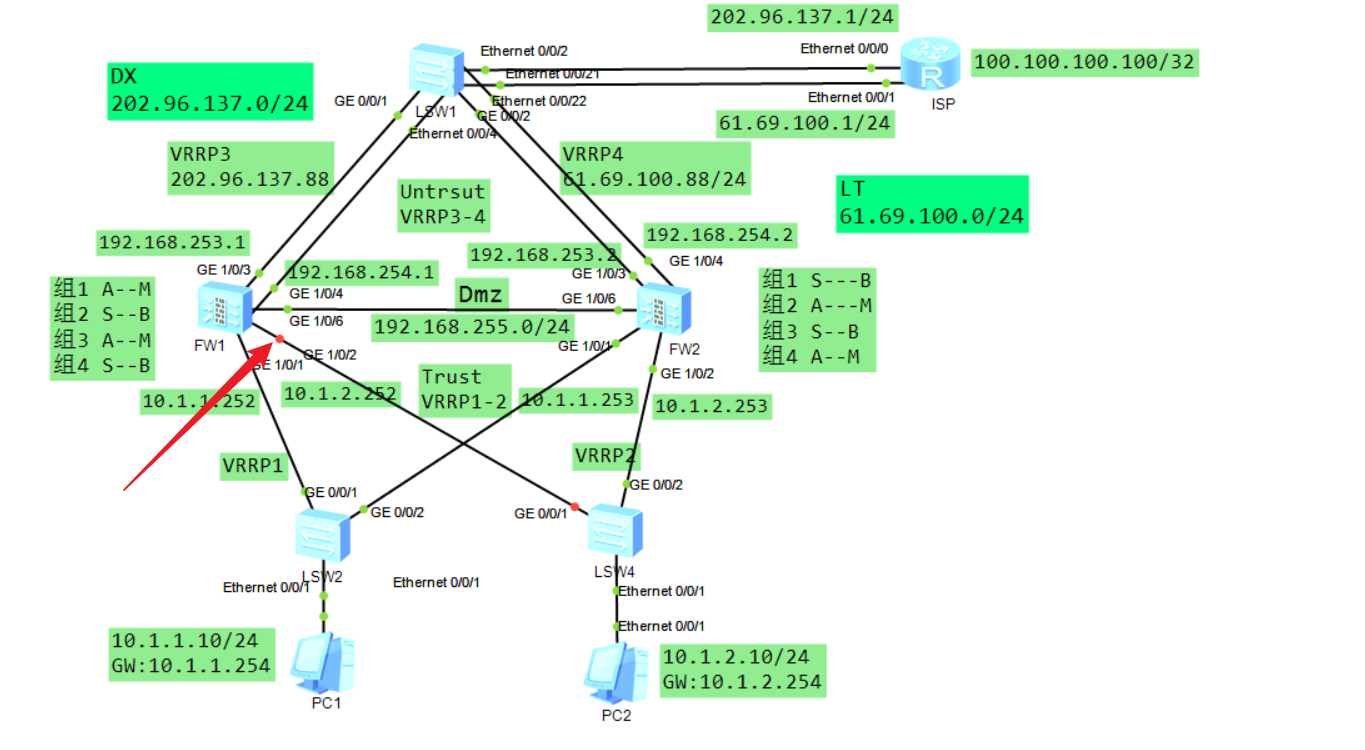 202.96.137.1/24
Ethernet 0/0/2
Ethernet 0/0/0
100.100.100.100/32
Ethernet 0/0/21
DX
202.96.137.0/24
GE 0/0/1
LSW1
Ethernet 0/0/22
GE 0/0/2
Ethernet 0/0/1
ISP
Ethernet 0/0/4
61.69.100.1/24
VRRP3
202.96.137.88
VRRP4
61.69.100.88/24
Untrsut
VRRP3-4
LT
61.69.100.0/24
192.168.253.1
192.168.253.2
192.168.254.2
GE 1/0/3
192.168.254.1
GE 1/0/3
GE 1/0/4
组1 A--M
组2 S--B
组3 A--M
组4 S--B
GE 1/0/4
Dmz
GE 1/0/6
组1 S---B
组2 A---M
组3 S--B
组4 A--M
GE 1/0/6
192.168.255.0/24
FW1
GE 1/0/2
GE 1/0/1
GE 1/0/1
FW2
GE 1/0/2
10.1.1.252
10.1.2.252
Trust
VRRP1-2
10.1.1.253
10.1.2.253
VRRP1
VRRP2
GE 0/0/1
GE 0/0/2
GE 0/0/1
GE 0/0/2
LSW2
LSW4
Ethernet 0/0/1
Ethernet 0/0/1
Ethernet 0/0/1
Ethernet 0/0/1
10.1.1.10/24
GW:10.1.1.254
10.1.2.10/24
GW:10.1.2.254
PC1
PC2